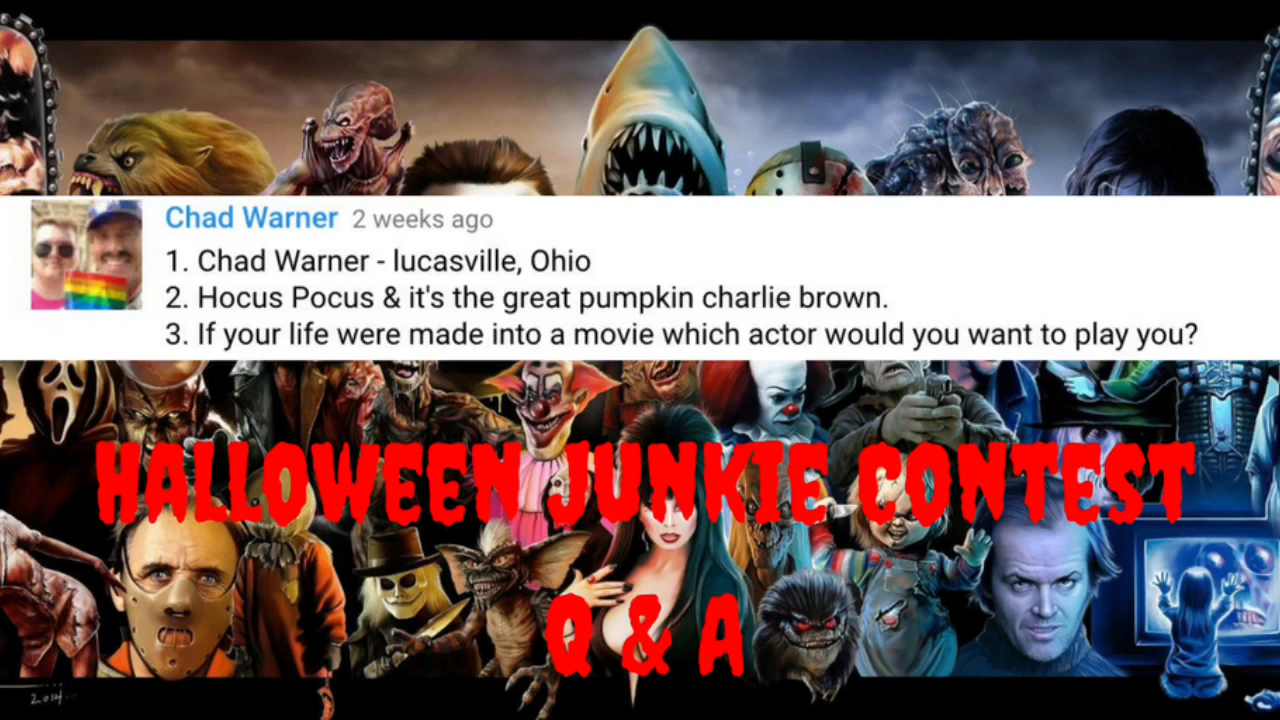 Chad Warner 2 weeks ago
1. Chad Warner - lucasville, Ohio
2. Hocus Pocus & it's the great pumpkin charlie brown.
3. If your life were made into a movie which actor would you want to play you?
HALLOWEEN JUNKIE CONTEST
Q & A
2014